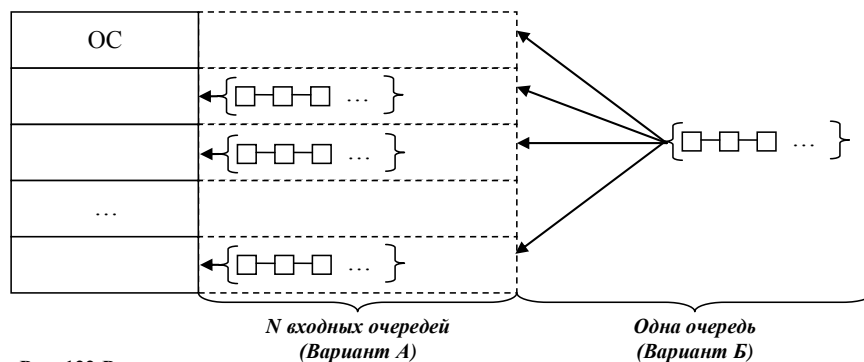 ОС
…
…
…
…
…
N входных очередей
(Вариант А)
Одна очередь
(Вариант Б)